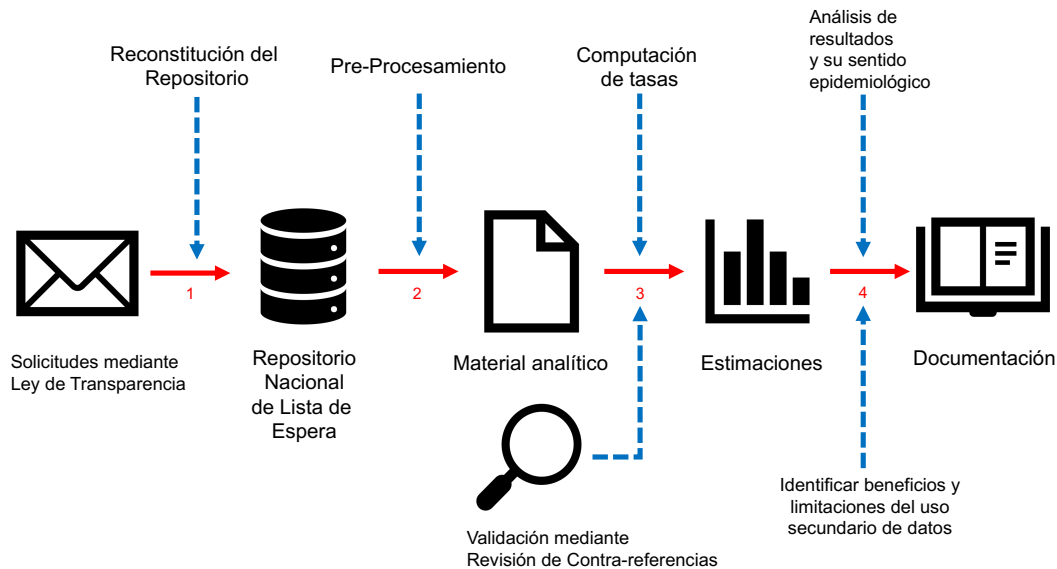 Reconstitución del
Repositorio
Pre-Procesamiento
Computación
de tasas
Análisis de
resultados
y su sentido
epidemiológico
1
2
3
4
Solicitudes mediante
Ley de Transparencia
Repositorio
Nacional
de Lista de
Espera
Material analítico
Estimaciones
Documentación
Validación mediante
Revisión de Contra-referencias
Identificar beneficios y
limitaciones del uso
secundario de datos